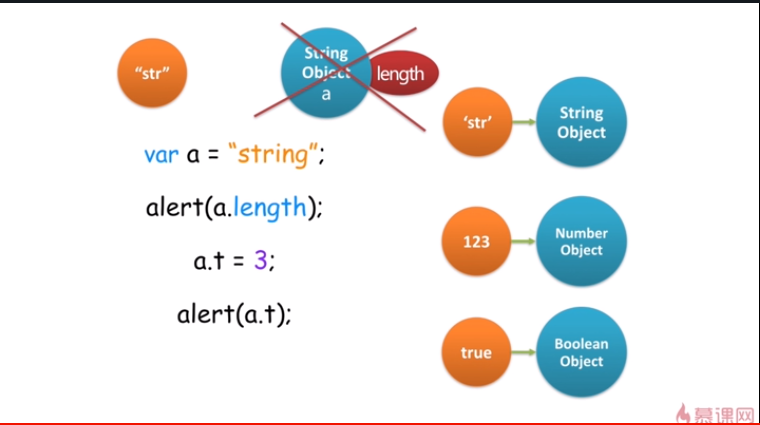 “str”
String
Object
a
length
var a = “string”;
alert(a.length);
a.t = 3;
alert(a.t);
‘str’
String
Object
123
Number
Object
true
Boolean
Object
慕课网